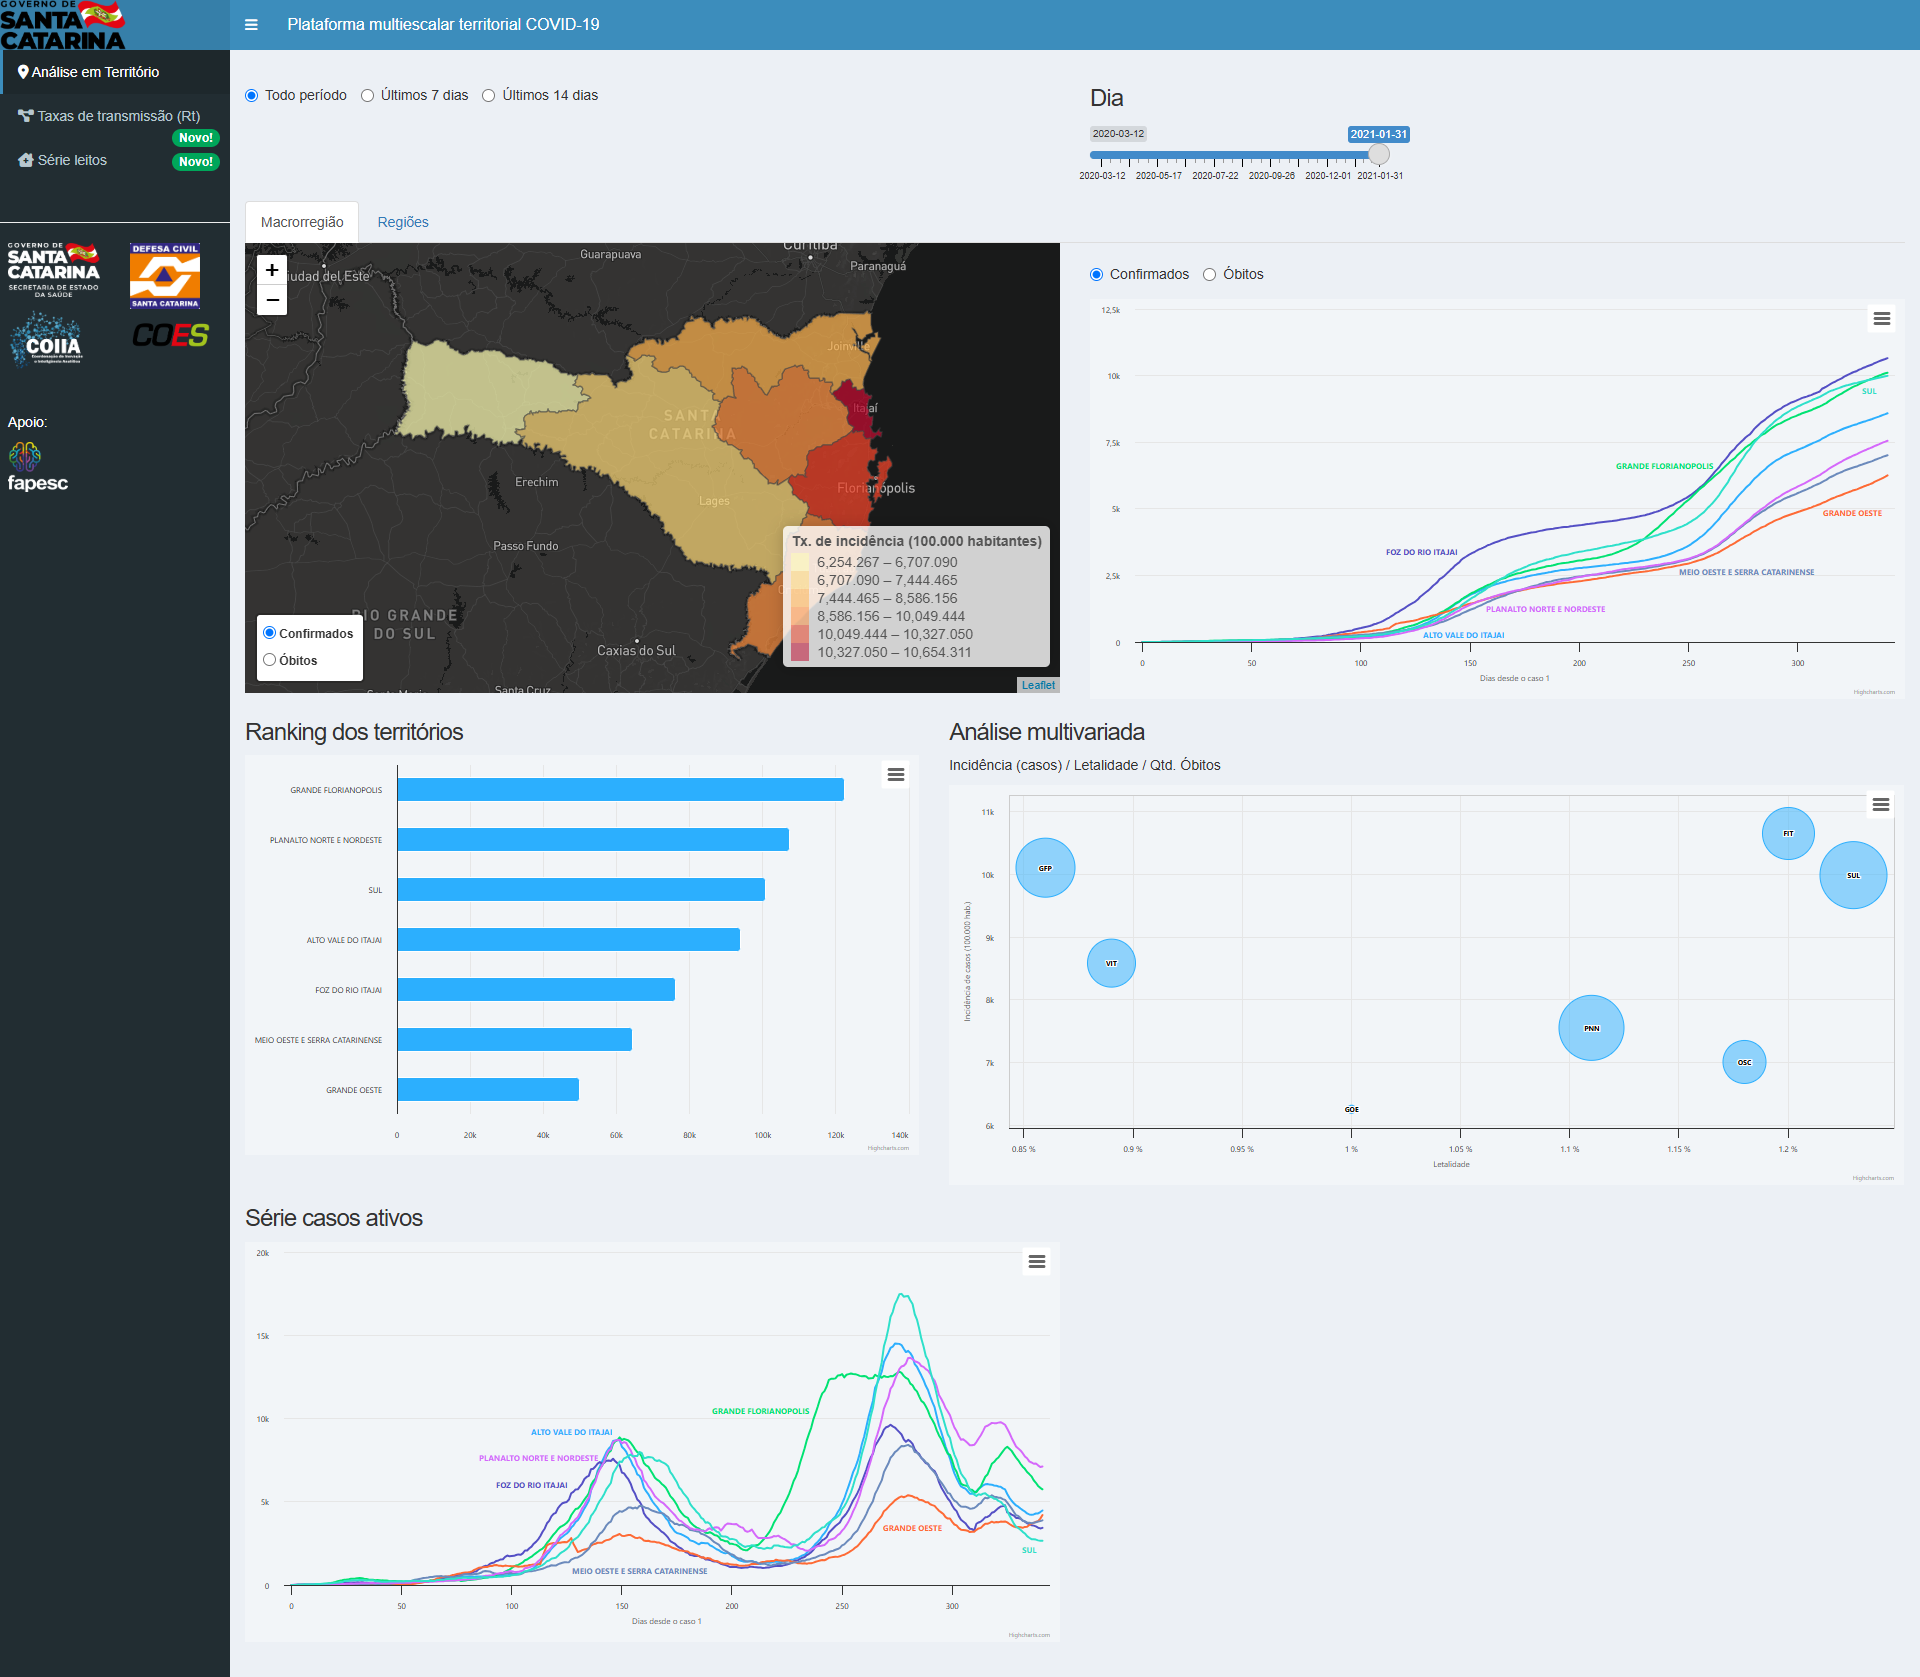 GOVERNO DE
SANTA
CATARINA
Plataforma multiescalar territorial COVID-19
Análise em Território
Taxas de transmissão (Rt)
Novo!
Série leitos
Novo!
GOVERNO DE
SANTA
CATARINA
SECRETARIA DE ESTADO
DA SAÚDE
DEFESA CIVIL
SANTA CATARINA
COIIA
COES
Apoio:
fapesc
Todo período
Últimos 7 dias
Últimos 14 dias
Dia
2020-03-12
2021-01-31
2020-03-12
2020-05-17
2020-07-22
2020-09-26
2020-12-01
2021-01-31
Macrorregião
Regiões
+
−
Curitiba
Guarapuava
Paranaguá
iudad del Este
Joinville
Itajaí
SANTA
CATARINA
Erechim
Florianópolis
Lages
Passo Fundo
RIO GRANDE
DO SUL
Caxias do Sul
Santa Maria
Santa Cruz
Tx. de incidência (100.000 habitantes)
6,254.267 – 6,707.090
6,707.090 – 7,444.465
7,444.465 – 8,586.156
8,586.156 – 10,049.444
10,049.444 – 10,327.050
10,327.050 – 10,654.311
Confirmados
Óbitos
Leaflet
Confirmados
Óbitos
12,5k
10k
7,5k
5k
2,5k
0
SUL
GRANDE FLORIANOPOLIS
GRANDE OESTE
FOZ DO RIO ITAJAI
MEIO OESTE E SERRA CATARINENSE
PLANALTO NORTE E NORDESTE
ALTO VALE DO ITAJAI
0
50
100
150
200
250
300
Dias desde o caso 1
Highcharts.com
Ranking dos territórios
GRANDE FLORIANOPOLIS
PLANALTO NORTE E NORDESTE
SUL
ALTO VALE DO ITAJAI
FOZ DO RIO ITAJAI
MEIO OESTE E SERRA CATARINENSE
GRANDE OESTE
0
20k
40k
60k
80k
100k
120k
140k
Highcharts.com
Análise multivariada
Incidência (casos) / Letalidade / Qtd. Óbitos
11k
10k
9k
8k
7k
6k
Incidência de casos (100.000 hab.)
FIT
GFP
SUL
VIT
PNN
OSC
GOE
0.85 %
0.9 %
0.95 %
1 %
1.05 %
1.1 %
1.15 %
1.2 %
Letalidade
Highcharts.com
Série casos ativos
20k
15k
10k
5k
0
GRANDE FLORIANOPOLIS
ALTO VALE DO ITAJAI
PLANALTO NORTE E NORDESTE
FOZ DO RIO ITAJAI
GRANDE OESTE
SUL
MEIO OESTE E SERRA CATARINENSE
0
50
100
150
200
250
300
Dias desde o caso 1
Highcharts.com